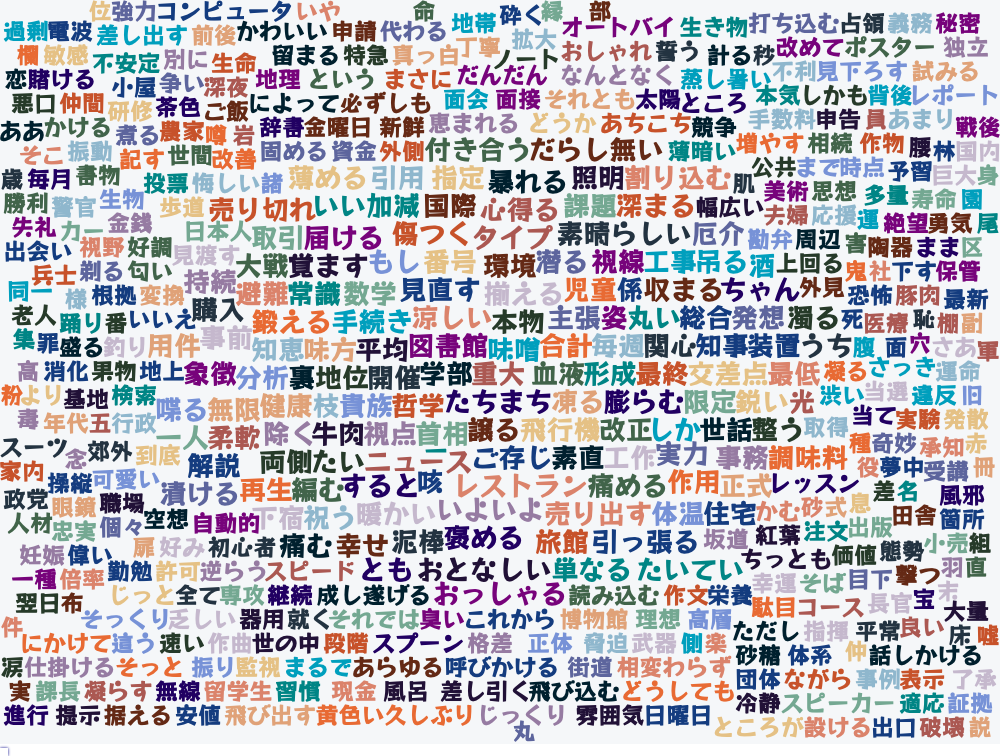 位強力コンピュータいや 命 地帯 砕く 縁 部
過剰 電波 差し出す 前後 かわいい 申請 代わる 拡大 オートバイ 生き物 打ち込む 占領 義務 秘密
欄 敏感 不安定 別に 生命 留まる 特急 真っ白 丁寧 ノート おしゃれ 誓う 計る 秒 改めて ポスター 独立
恋 賭ける 小屋 争い 深夜 地理 という まさに だんだん なんとなく 蒸し暑い 不利 見下ろす 試みる
悪口 仲間 研修 茶色 ご飯 によって 必ずしも 面会 面接 それとも 太陽 ところ 本気 しかも 背後 レポート
ああ かける 煮る 農家 噂 岩 辞書 金曜日 新鮮 恵まれる どうか あちこち 競争 手数料 申告 員 あまり 戦後
そこ 振動 記す 世間 改善 固める 資金 外側 付き合う だらし無い 薄暗い 増やす 相続 作物 腰 林 国内
歳 毎月 書物 投票 悔しい 諸 薄める 引用 指定 暴れる 照明 割り込む 肌 公共 まで 時点 予習 巨大 身
勝利 警官 生物 歩道 売り切れ いい加減 国際 心得る 課題 深まる 幅広い 美術 思想 多量 寿命 園
失礼 カー 金銭 日本人 取引 届ける 傷つく タイプ 素晴らしい 厄介 勘弁 夫婦 応援 運 絶望 勇気 尾
出会い 視野 好調 見渡す 大戦 覚ます もし 番号 環境 潜る 視線 工事 吊る 酒 周辺 害 陶器 まま 区
兵士 剃る 匂い 持続 避難 常識 数学 見直す 揃える 児童 係 収まる ちゃん 上回る 外見 鬼 社 下す 保管
同一 様 根拠 変換 購入 鍛える 手続き 涼しい 本物 主張 姿 丸い 総合 発想 濁る 恐怖 豚肉 最新
老人 踊り 番 いいえ 事前 知恵 味方 平均 図書館 味噌 合計 毎週 関心 知事 装置 うち 死 医療 恥 棚 副
集 罪 盛る 釣り 用件 象徴 分析 裏 地位 開催 学部 重大 血液 形成 最終 交差点 最低 凝る 腹 面 穴 さあ 軍
高 消化 果物 地上 喋る 無限 健康 枝 貴族 哲学 たちまち 凍る 膨らむ 限定 鋭い 光 さっき 運命
粉 より 基地 検索 渋い 当選 違反 旧
毒 年代 五 行政 一人 柔軟 除く 牛肉 視点 首相 譲る 飛行機 改正 しか 世話 整う 取得 当て 実験 発散
スーツ 念 郊外 到底 解説 両側 たい ニュース ご存じ 素直 工作 実力 事務 調味料 種 奇妙 承知 赤
家内 操縦 可愛い 漬ける 再生 編む すると 咳 レストラン 痛める 作用 正式 レッスン 役 夢中 受講 冊
政党 眼鏡 職場 差 名 風邪
人材 忠実 個々 空想 自動的 下宿 祝う 暖かい いよいよ 売り出す 体温 住宅 かむ 砂 式 息 田舎 箇所
妊娠 偉い 扉 好み 初心者 痛む 幸せ 泥棒 褒める 旅館 引っ張る 坂道 紅葉 注文 出版 小売 組
一種 倍率 勤勉 許可 逆らう スピード とも おとなしい 単なる たいてい ちっとも 価値 態勢 羽 直
翌日 布 じっと 全て 専攻 継続 成し遂げる おっしゃる 読み込む 作文 栄養 幸運 そば 目下 撃つ 末
件 そっくり 乏しい 器用 就く それでは 臭い これから 博物館 理想 高層 駄目 コース 長官 宝 大量
にかけて 違う 速い 作曲 世の中 段階 スプーン 格差 正体 脅迫 武器 側 楽 ただし 指揮 平常 良い 床 嘘
涙 仕掛ける そっと 振り 監視 まるで あらゆる 呼びかける 街道 相変わらず 砂糖 体系 仲 話しかける
実 課長 凝らす 無線 留学生 習慣 現金 風呂 差し引く 飛び込む どうしても 団体 ながら 事例 表示 了承
進行 提示 据える 安値 飛び出す 黄色い 久しぶり じっくり 雰囲気 日曜日 冷静 スピーカー 適応 証拠
丸 ところが 設ける 出口 破壊 説